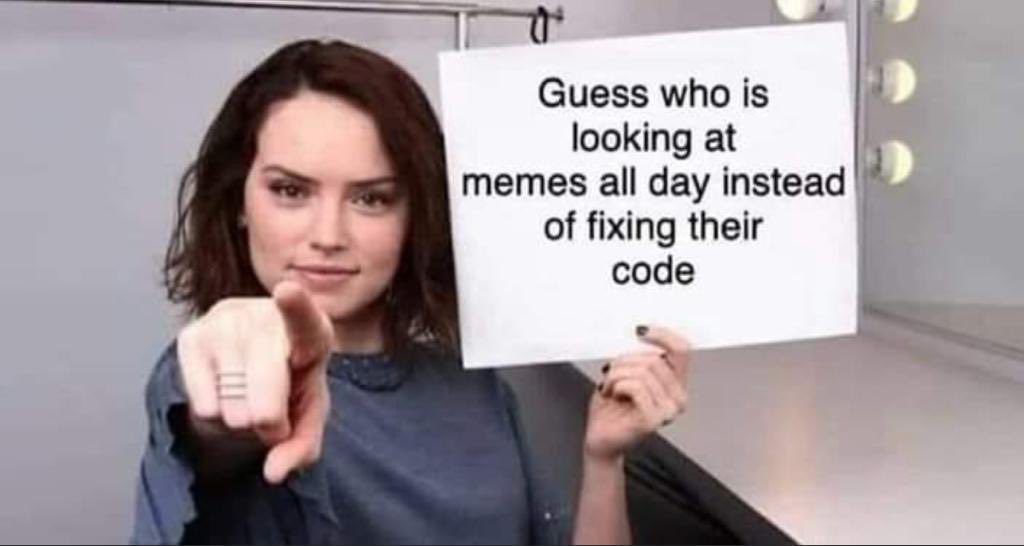 Guess who is
looking at
memes all day instead
of fixing their
code